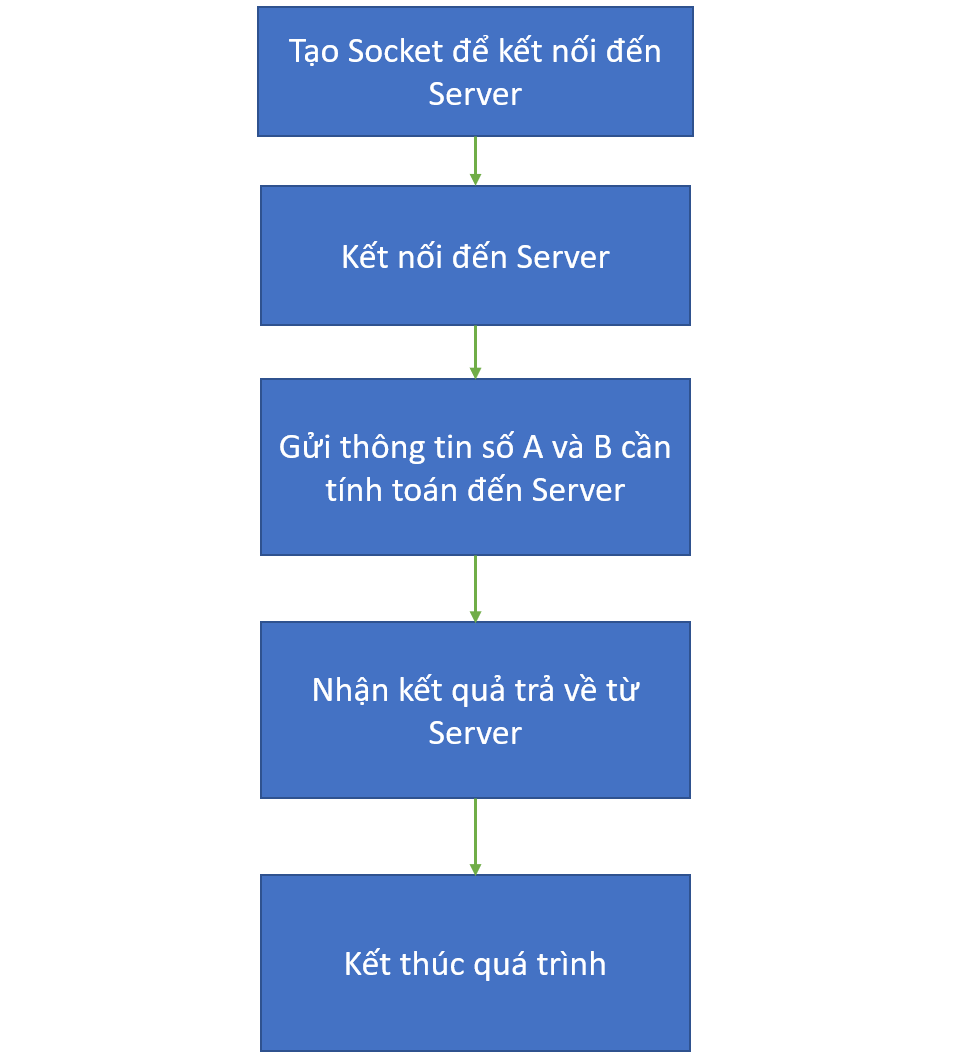 Tạo Socket để kết nối đến
Server
Kết nối đến Server
Gửi thông tin số A và B cần
tính toán đến Server
Nhận kết quả trả về từ
Server
Kết thúc quá trình